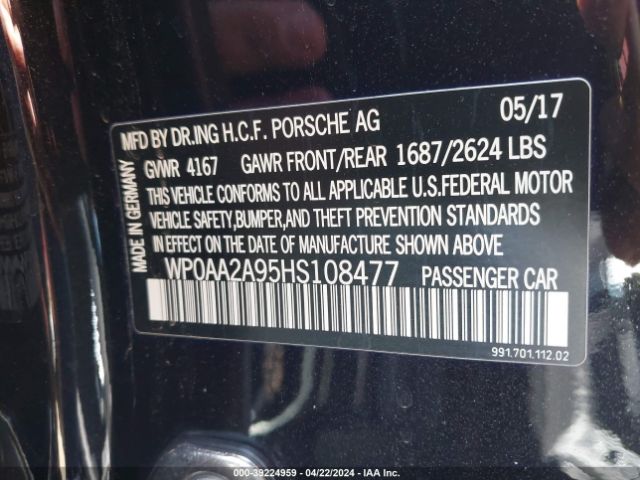 MFD BY DR.ING H.C.F. PORSCHE AG 05/17
GVWR 4167 GAWR FRONT/REAR 1687/2624 LBS
THIS VEHICLE CONFORMS TO ALL APPLICABLE U.S.FEDERAL MOTOR
VEHICLE SAFETY,BUMPER,AND THEFT PREVENTION STANDARDS
IN EFFECT ON THE DATE OF MANUFACTURE SHOWN ABOVE
WP0AA2A95HS108477 PASSENGER CAR
MADE IN GERMANY
991.701.112.02
000-39224959 - 04/22/2024 - IAA Inc.